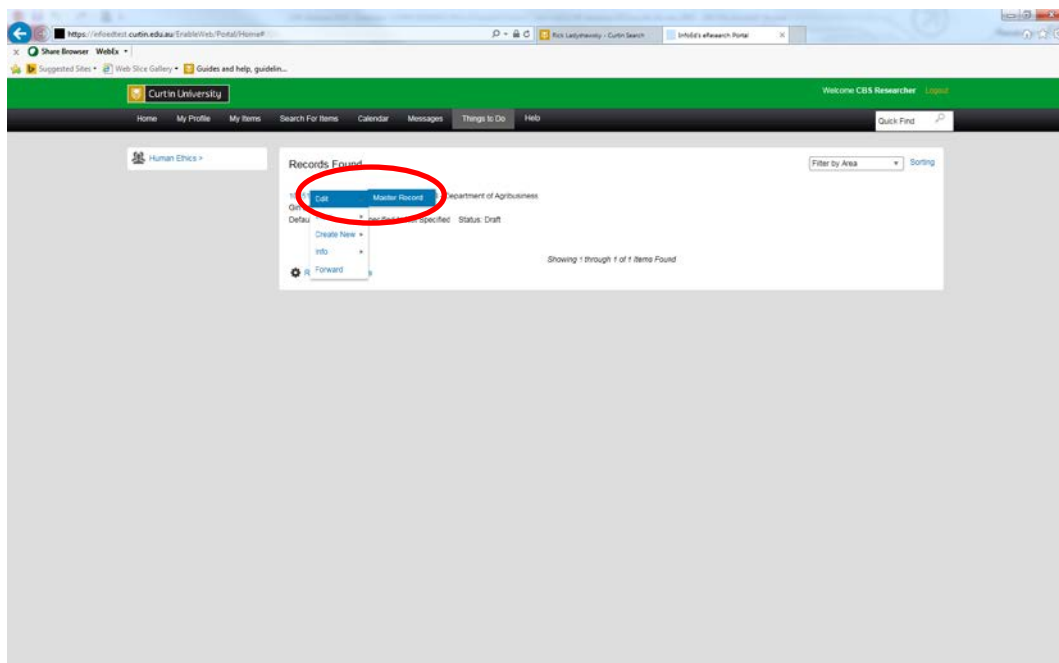 https://infoedtest.curtin.edu.au/EnableWeb/Portal/Home#
Rick Ladyshewsky - Curtin Search
InfoEd's eResearch Portal
X
x Share Browser WebEx
Suggested Sites Web Slice Gallery Guides and help, guidelin...
Curtin University
Welcome CBS Researcher Logout
Home My Profile My Items Search For Items Calendar Messages Things to Do Help
Quick Find
Human Ethics >
Records Found
Filter by Area Sorting
Edit Master Record Department of Agribusiness
Defau Specified Status: Draft
Create New
Info
Showing 1 through 1 of 1 Items Found
Forward